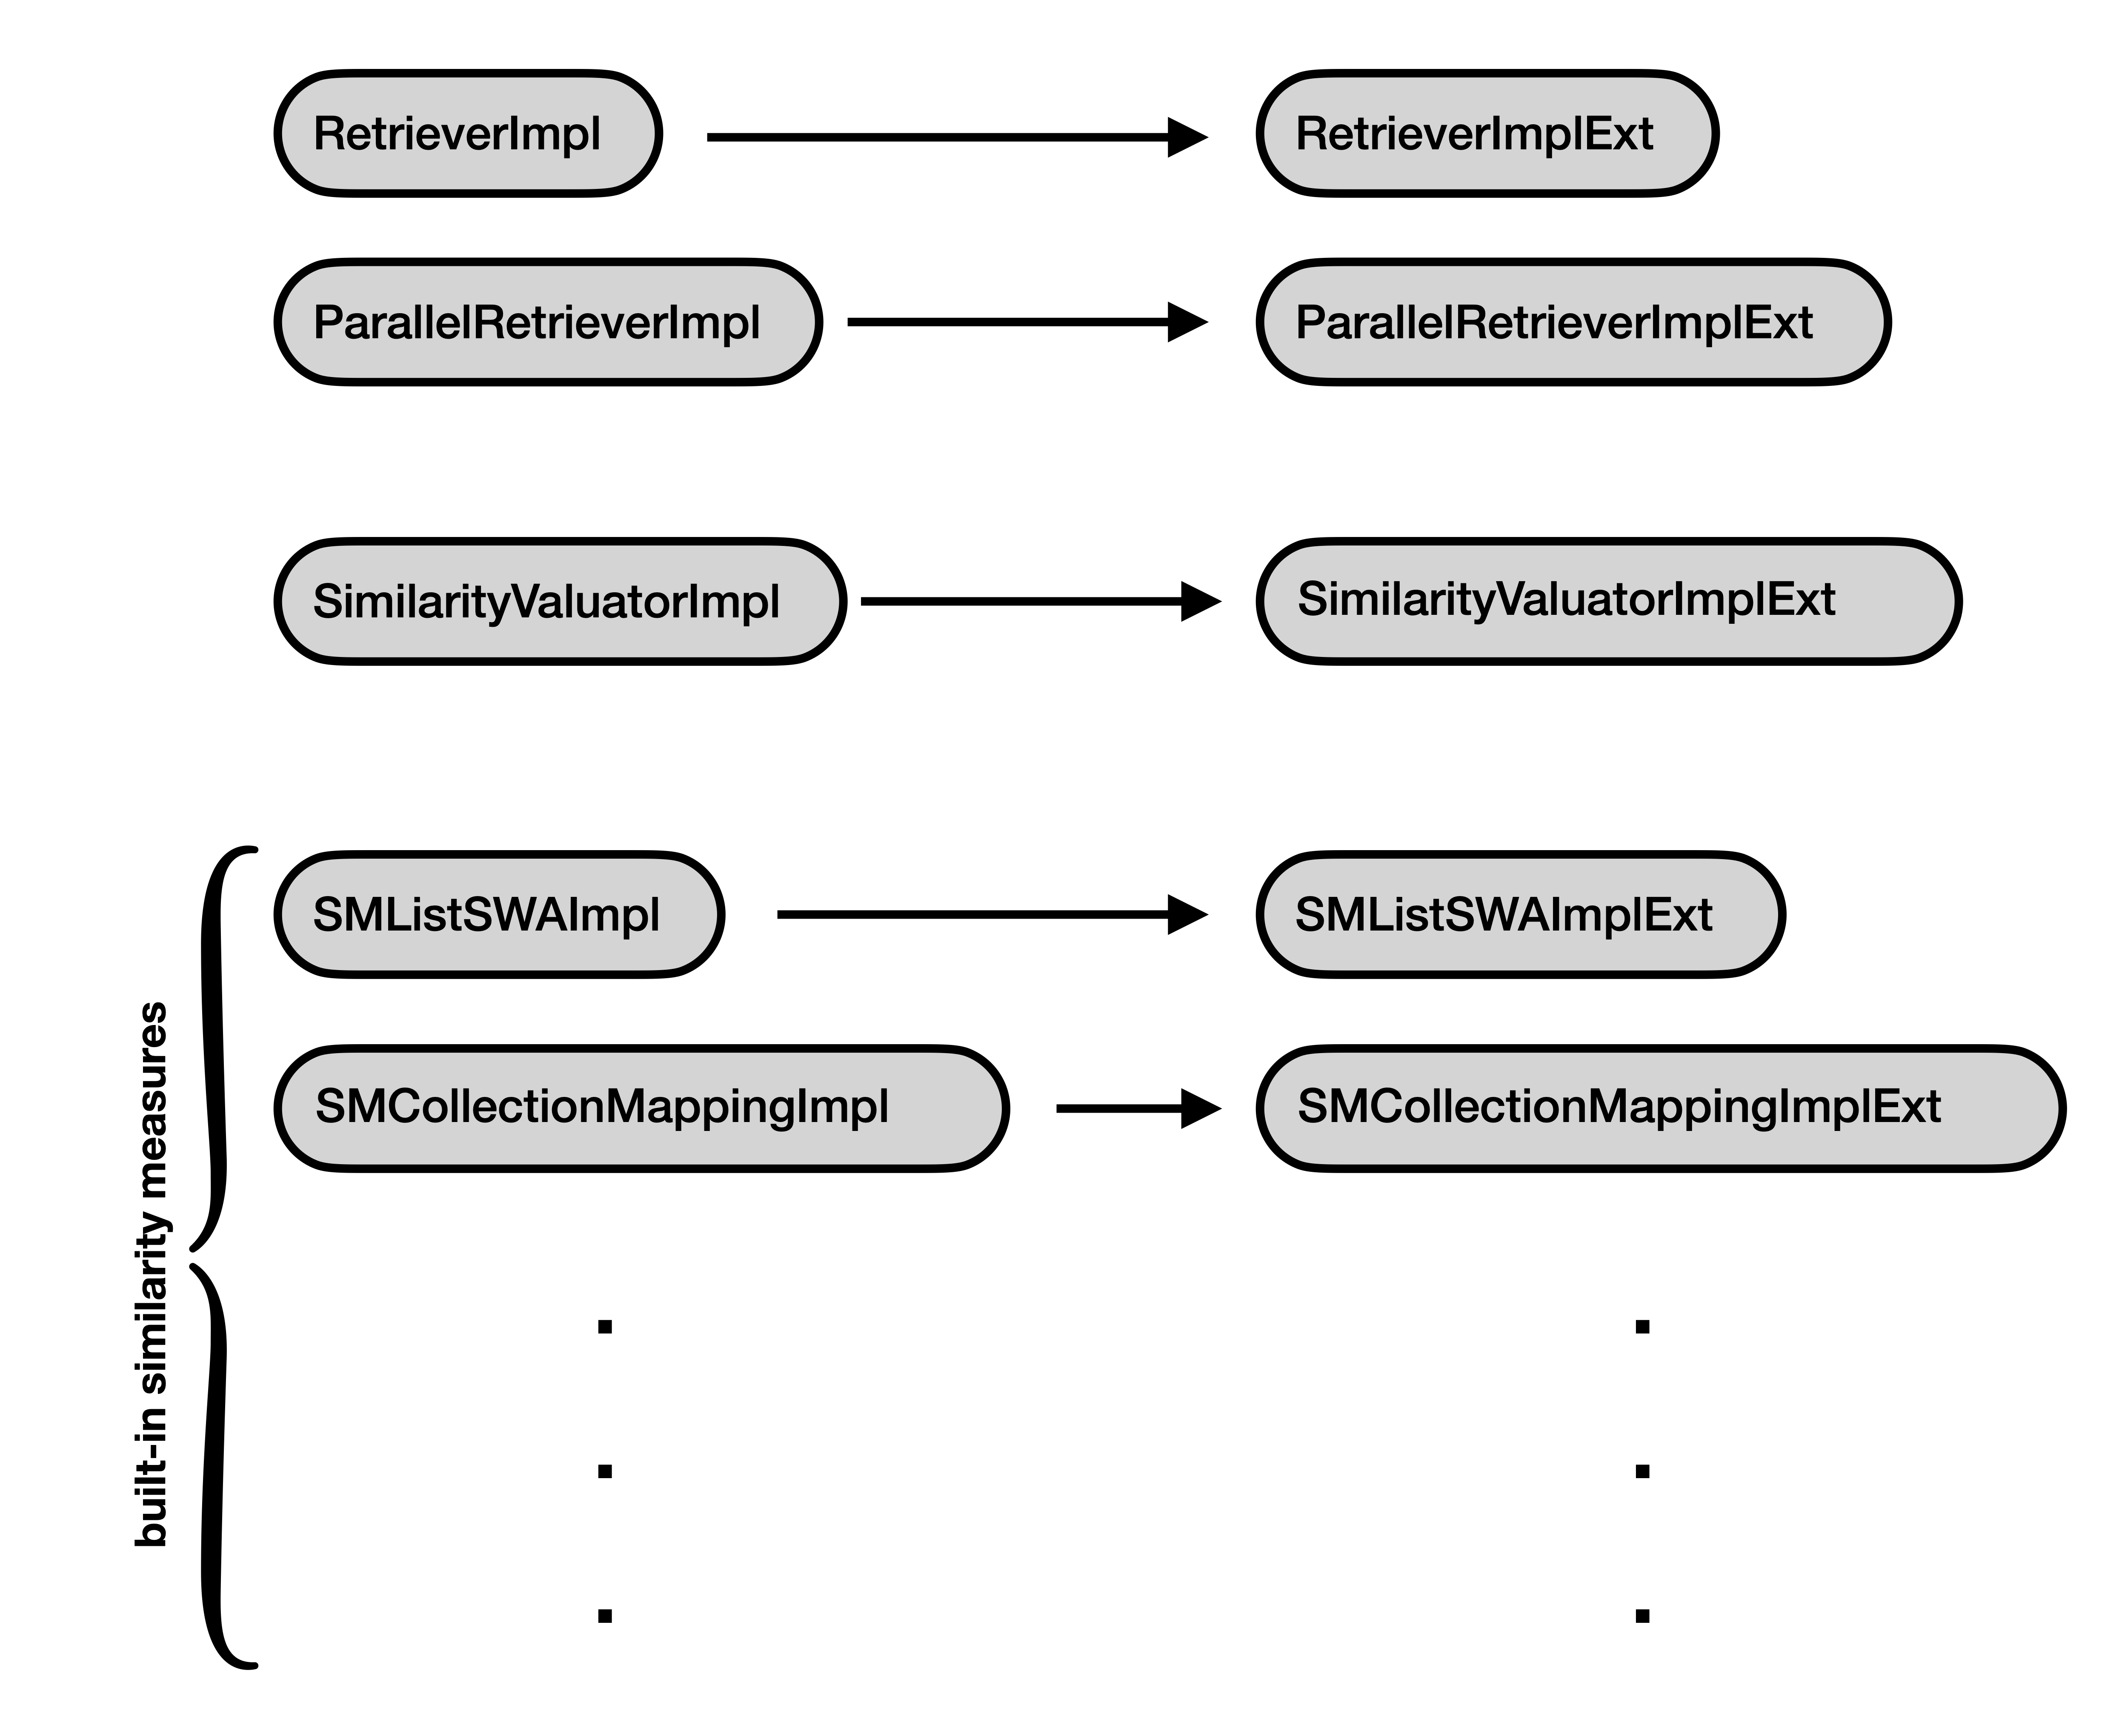 RetrieverImpl
RetrieverImplExt
ParallelRetrieverImpl
ParallelRetrieverImplExt
SimilarityValuatorImpl
SimilarityValuatorImplExt
SMListSWAImpl
SMListSWAImplExt
SMCollectionMappingImpl
SMCollectionMappingImplExt
built-in similarity measures